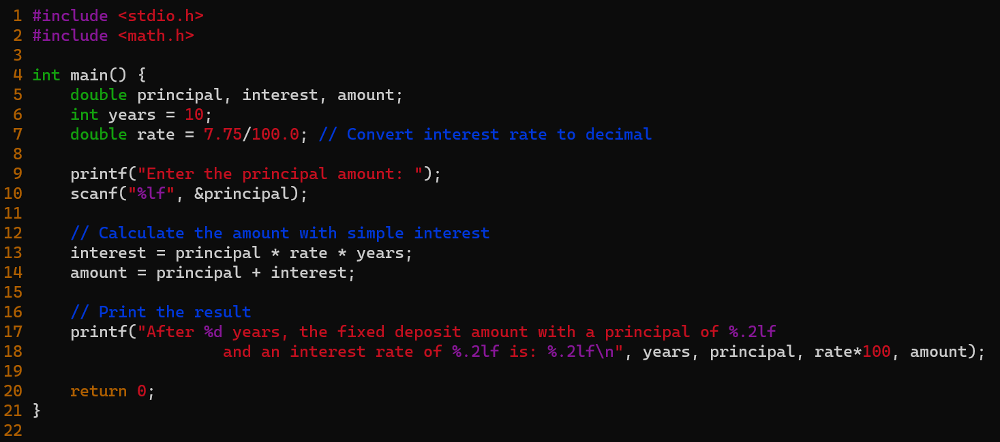 1 #include <stdio.h>
2 #include <math.h>
3
4 int main() {
5     double principal, interest, amount;
6     int years = 10;
7     double rate = 7.75/100.0; // Convert interest rate to decimal
8
9     printf("Enter the principal amount: ");
10     scanf("%lf", &principal);
11
12     // Calculate the amount with simple interest
13     interest = principal * rate * years;
14     amount = principal + interest;
15
16     // Print the result
17     printf("After %d years, the fixed deposit amount with a principal of %.2lf
18                     and an interest rate of %.2lf is: %.2lf\n", years, principal, rate*100, amount);
19
20     return 0;
21 }
22